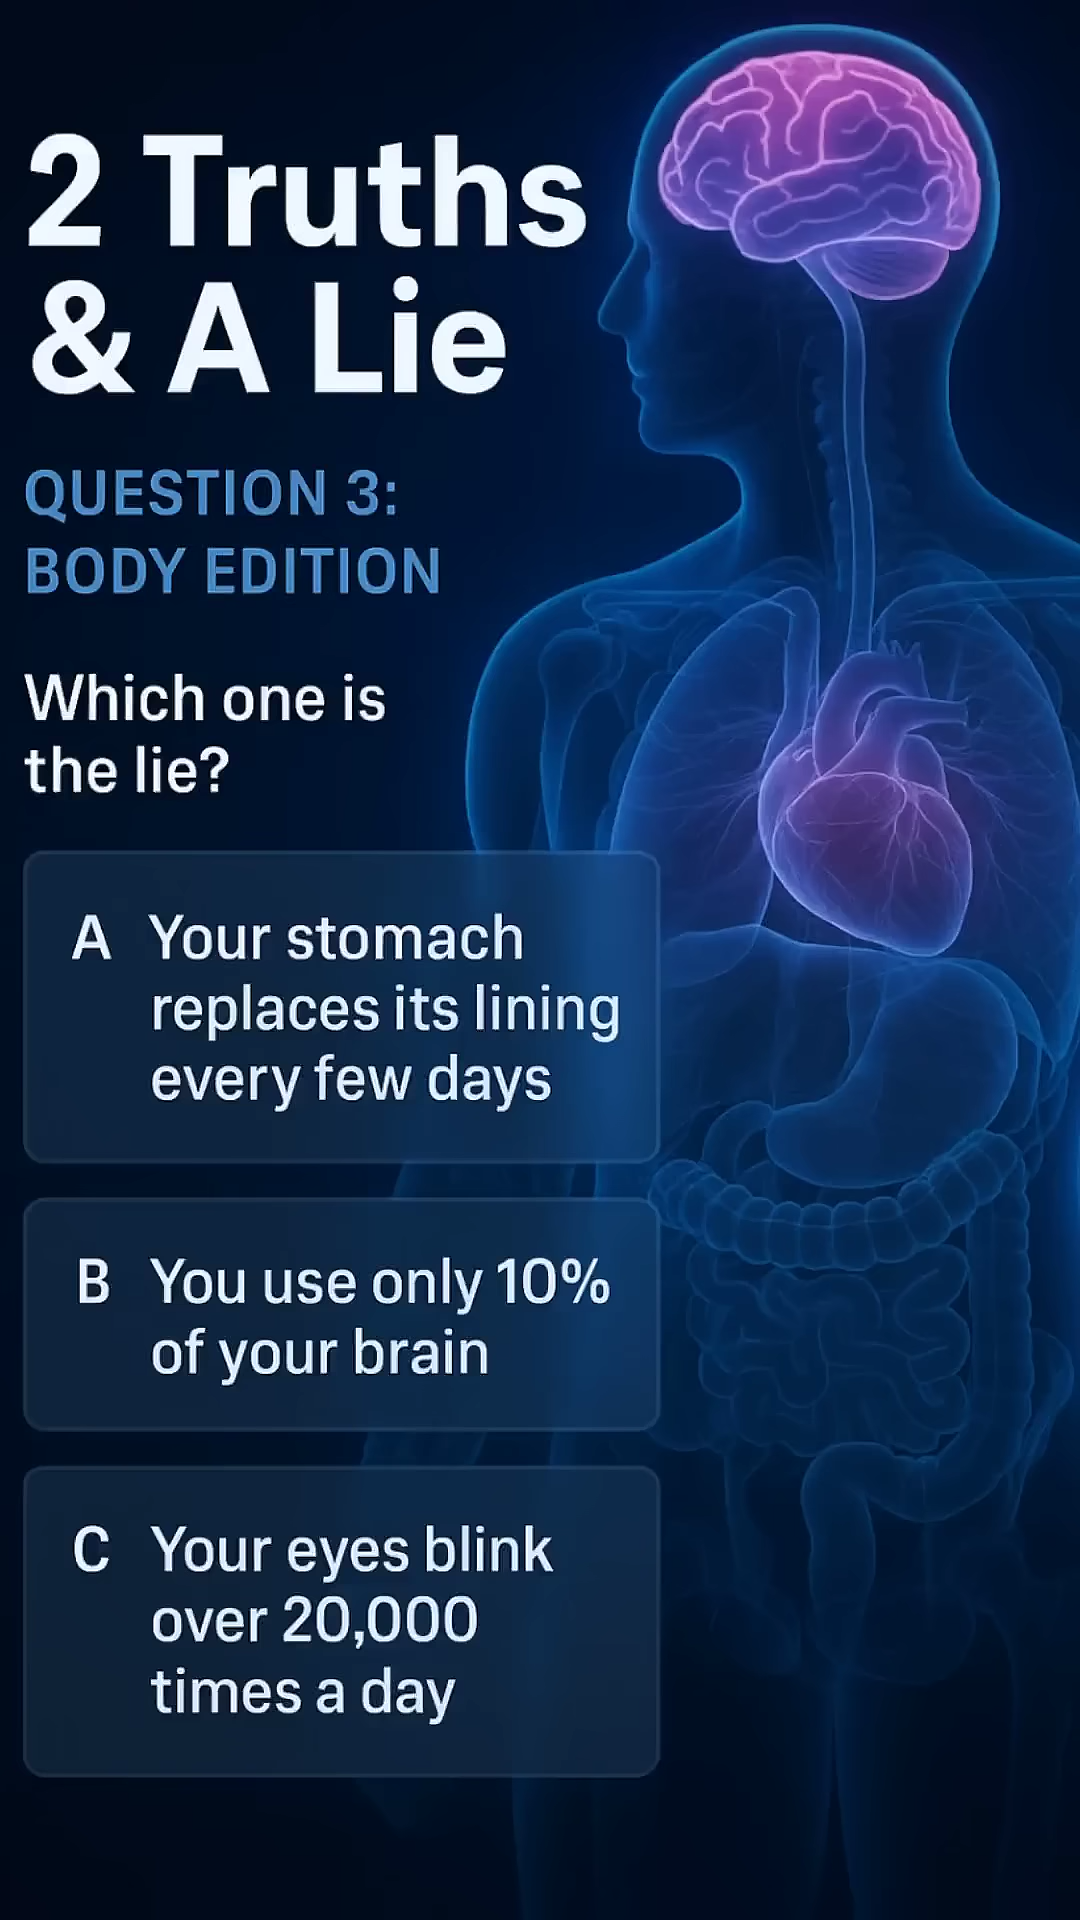 2 Truths
& A Lie
QUESTION 3:
BODY EDITION
Which one is
the lie?
A Your stomach
replaces its lining
every few days
B You use only 10%
of your brain
C Your eyes blink
over 20,000
times a day